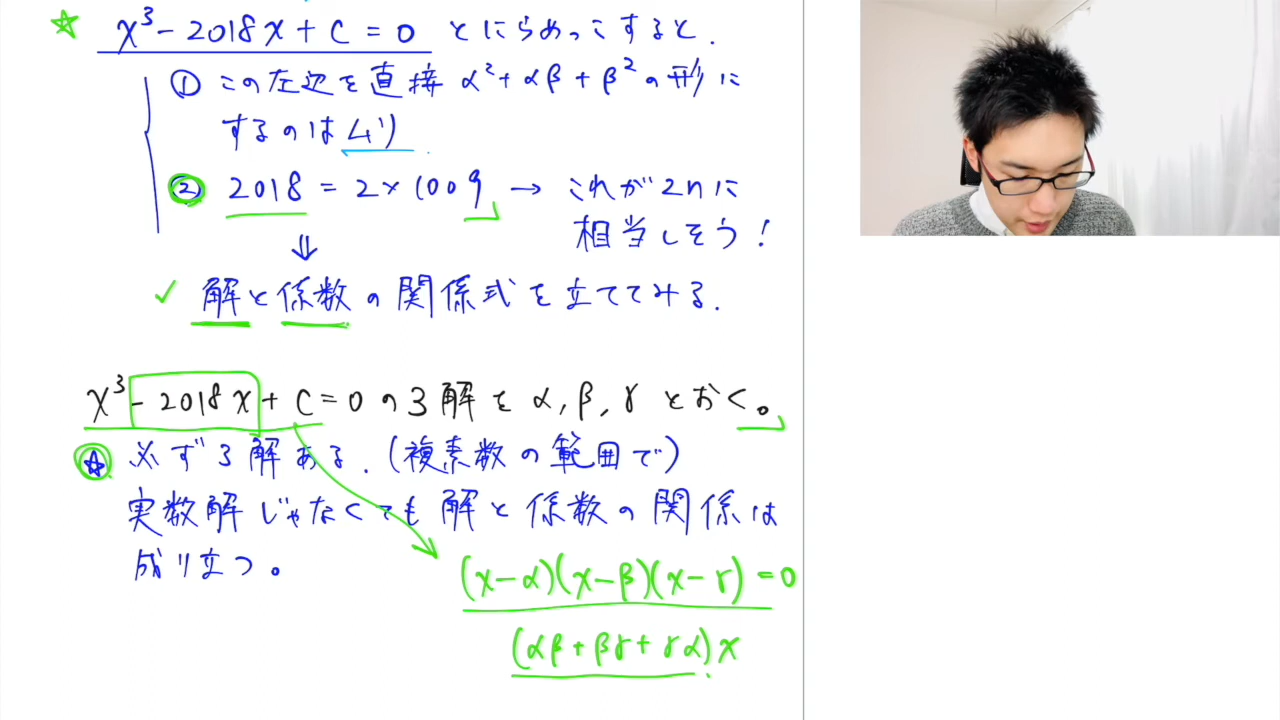 ☆ x³ - 2018x + C = 0 とにらめっこすると.
① この左辺を直接 α² + αβ + β² の形に
するのはムリ
② 2018 = 2 × 1009 → これが2nに
相当しそう!
⇓
✓ 解と係数の関係式を立ててみる.
x³ - 2018x + C = 0 の3解を α, β, γ とおく。
☆ 必ず3解ある. (複素数の範囲で)
実数解じゃなくても解と係数の関係は
成り立つ。
(x-α)(x-β)(x-γ) = 0
(αβ+βγ+γα)x